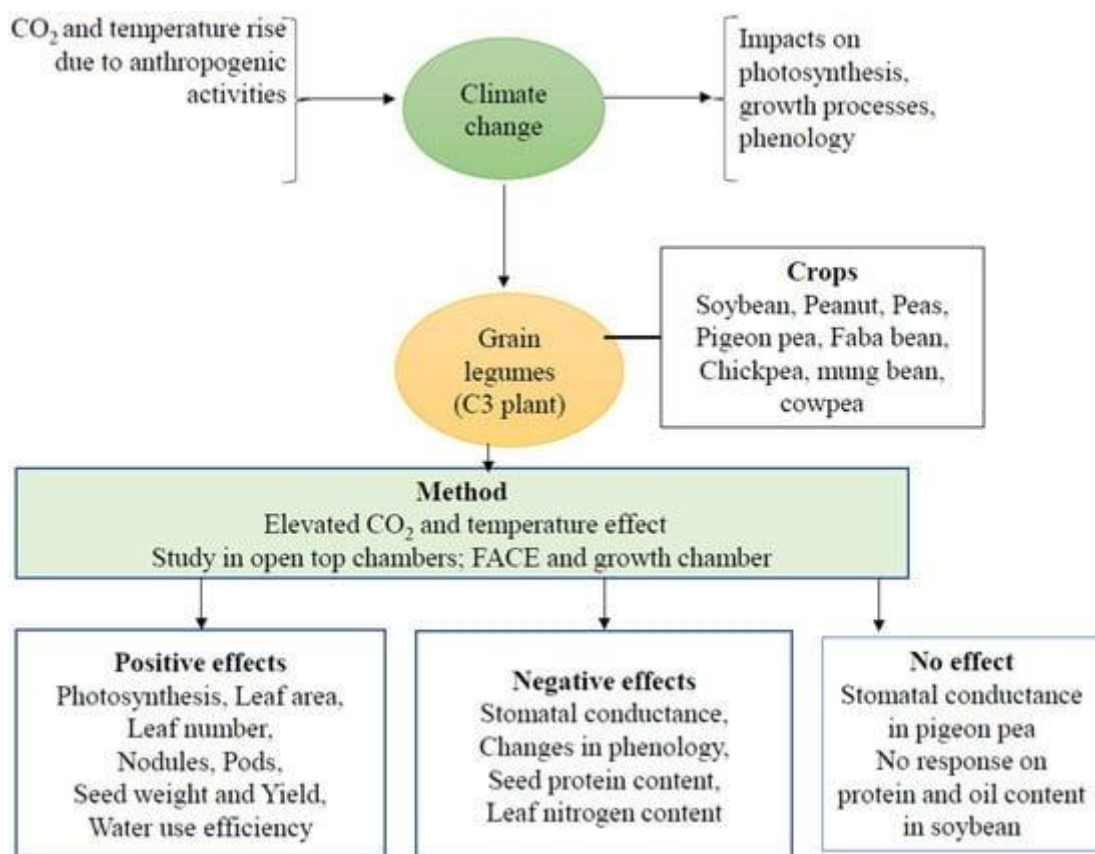 CO₂ and temperature rise
due to anthropogenic
activities
Climate
change
Impacts on
photosynthesis,
growth processes,
phenology
Grain
legumes
(C3 plant)
Crops
Soybean, Peanut, Peas,
Pigeon pea, Faba bean,
Chickpea, mung bean,
cowpea
Method
Elevated CO₂ and temperature effect
Study in open top chambers; FACE and growth chamber
Positive effects
Photosynthesis, Leaf area,
Leaf number,
Nodules, Pods,
Seed weight and Yield,
Water use efficiency
Negative effects
Stomatal conductance,
Changes in phenology,
Seed protein content,
Leaf nitrogen content
No effect
Stomatal conductance
in pigeon pea
No response on
protein and oil content
in soybean